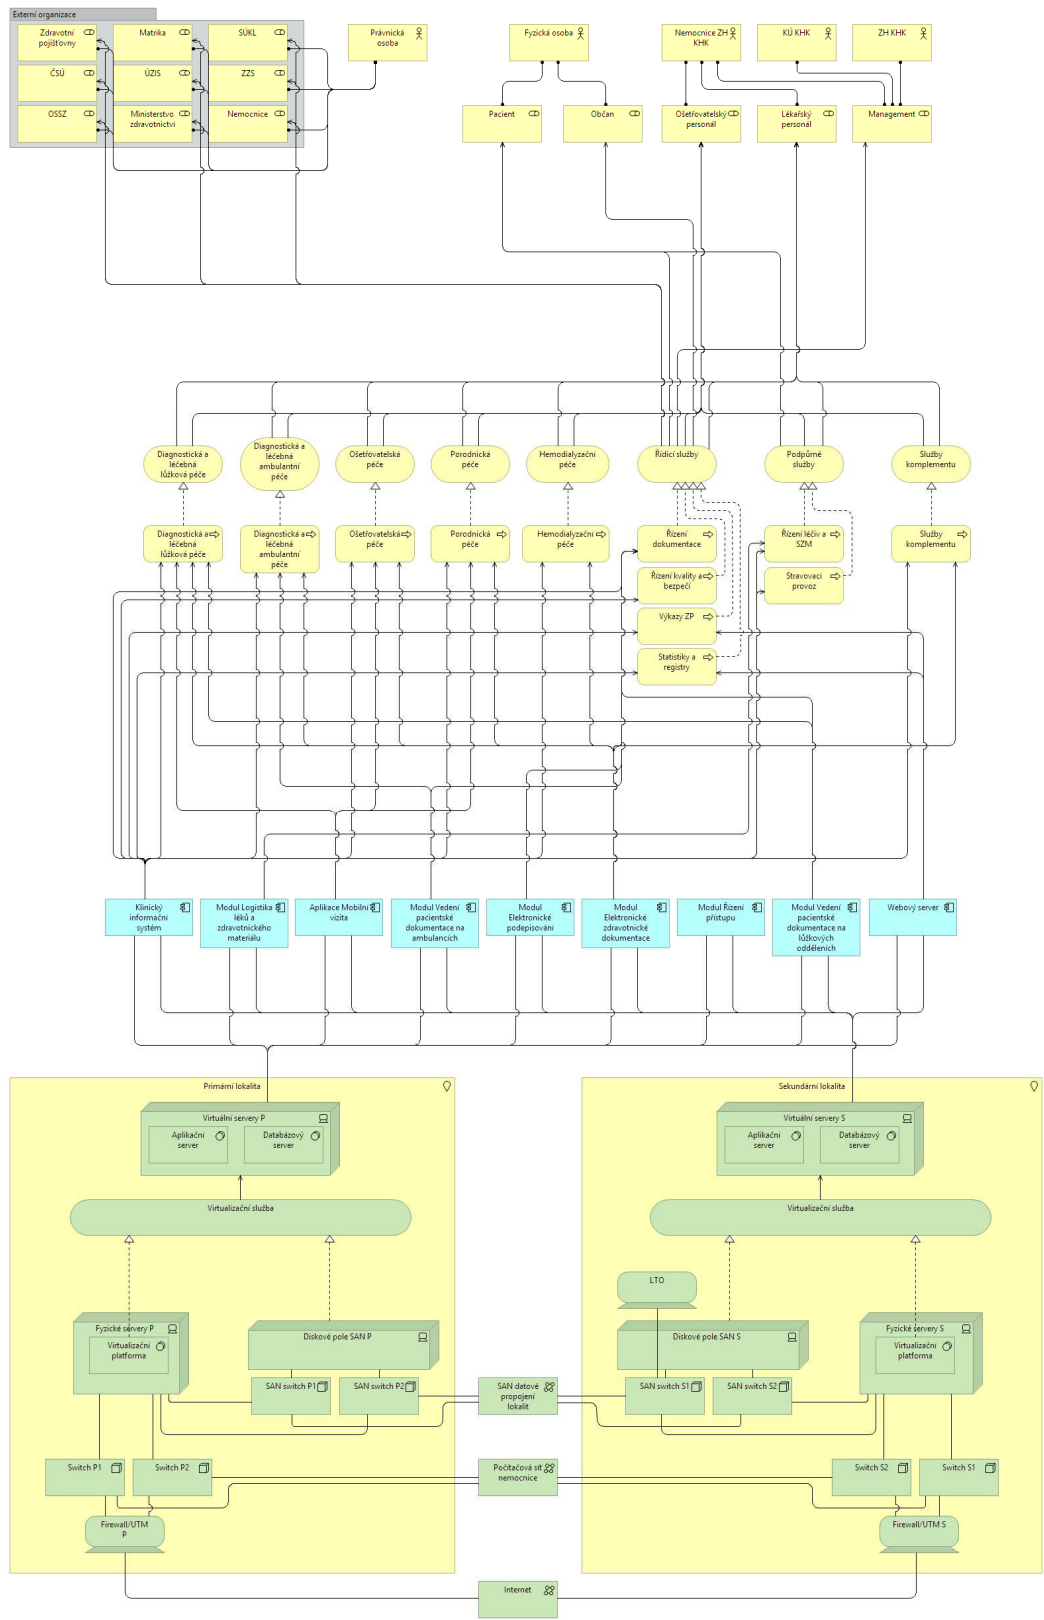 Externí organizace
Zdravotní
pojišťovny
Matrika
SÚKL
ČSÚ
ÚZIS
ZZS
OSSZ
Ministerstvo
zdravotnictví
Nemocnice
Právnická
osoba
Fyzická osoba
Nemocnice ZH
KHK
KÚ KHK
ZH KHK
Pacient
Občan
Ošetřovatelský
personál
Lékařský
personál
Management
Diagnostická a
léčebná
lůžková péče
Diagnostická a
léčebná
ambulantní
péče
Ošetřovatelská
péče
Porodnická
péče
Hemodialyzační
péče
Řídicí služby
Podpůrné
služby
Služby
komplementu
Diagnostická a
léčebná
lůžková péče
Diagnostická a
léčebná
ambulantní
péče
Ošetřovatelská
péče
Porodnická
péče
Hemodialyzační
péče
Řízení
dokumentace
Řízení léčiv a
SZM
Služby
komplementu
Řízení kvality a
bezpečí
Stravovací
provoz
Výkazy ZP
Statistiky a
registry
Klinický
informační
systém
Modul Logistika
léků a
zdravotnického
materiálu
Aplikace Mobilní
vizita
Modul Vedení
pacientské
dokumentace na
ambulancích
Modul
Elektronické
podepisování
Modul
Elektronické
zdravotnické
dokumentace
Modul Řízení
přístupu
Modul Vedení
pacientské
dokumentace na
lůžkových
odděleních
Webový server
Primární lokalita
Virtuální servery P
Aplikační
server
Databázový
server
Virtualizační služba
Fyzické servery P
Virtualizační
platforma
Diskové pole SAN P
SAN switch P1
SAN switch P2
Switch P1
Switch P2
Firewall/UTM
P
SAN datové
propojení
lokalit
Počítačová síť
nemocnice
Internet
Sekundární lokalita
Virtuální servery S
Aplikační
server
Databázový
server
Virtualizační služba
LTO
Diskové pole SAN S
Fyzické servery S
Virtualizační
platforma
SAN switch S1
SAN switch S2
Switch S2
Switch S1
Firewall/UTM S